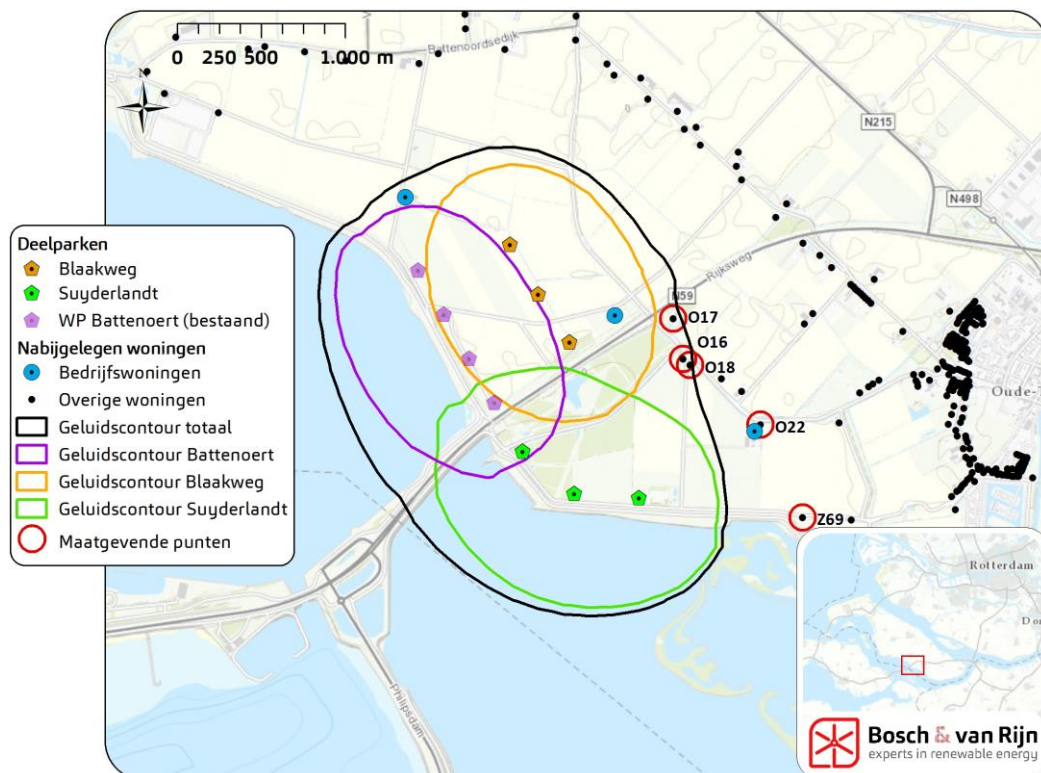 Battenoordsedijk
0 250 500 1.000 m
N
N215
N498
Rijksweg
N59
O17
O16
O18
O22
Z69
Philipsdam
Deelparken
Blaakweg
Suyderlandt
WP Battenoert (bestaand)
Nabijgelegen woningen
Bedrijfswoningen
Overige woningen
Geluidscontour totaal
Geluidscontour Battenoert
Geluidscontour Blaakweg
Geluidscontour Suyderlandt
Maatgevende punten
Rotterdam
Bosch & van Rijn
experts in renewable energy